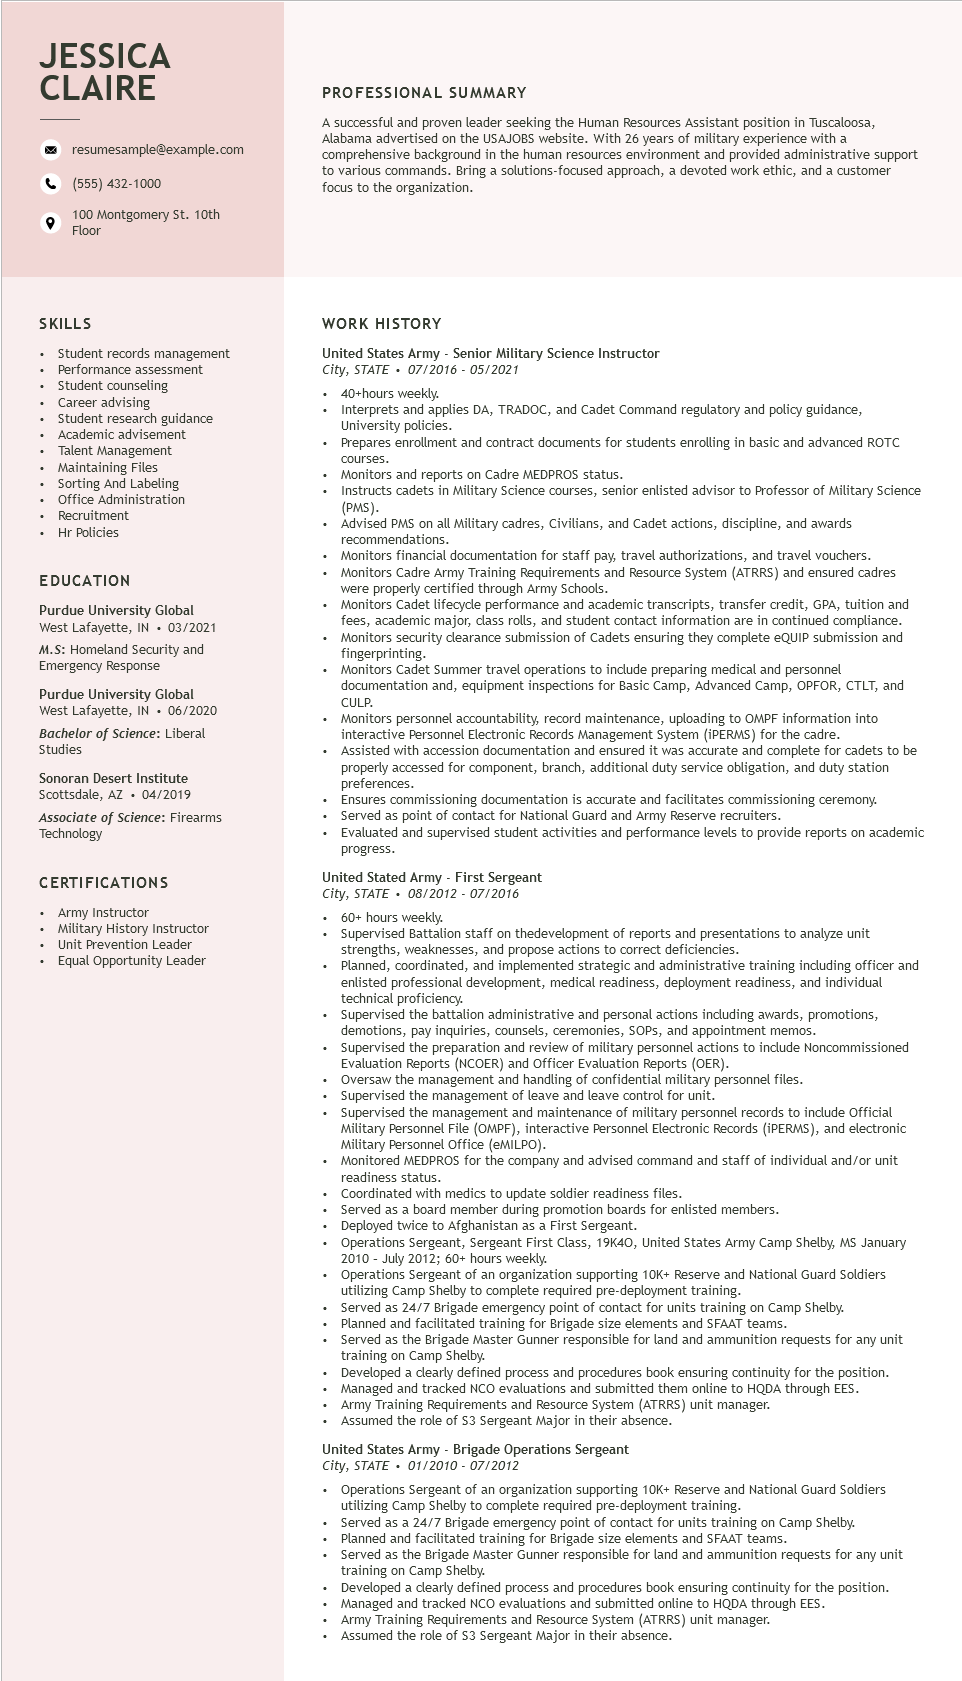 JESSICA
CLAIRE
resumesample@example.com
(555) 432-1000
100 Montgomery St. 10th
Floor
PROFESSIONAL SUMMARY
A successful and proven leader seeking the Human Resources Assistant position in Tuscaloosa,
Alabama advertised on the USAJOBS website. With 26 years of military experience with a
comprehensive background in the human resources environment and provided administrative support
to various commands. Bring a solutions-focused approach, a devoted work ethic, and a customer
focus to the organization.
SKILLS
• Student records management
• Performance assessment
• Student counseling
• Career advising
• Student research guidance
• Academic advisement
• Talent Management
• Maintaining Files
• Sorting And Labeling
• Office Administration
• Recruitment
• Hr Policies
EDUCATION
Purdue University Global
West Lafayette, IN • 03/2021
M.S: Homeland Security and
Emergency Response
Purdue University Global
West Lafayette, IN • 06/2020
Bachelor of Science: Liberal
Studies
Sonoran Desert Institute
Scottsdale, AZ • 04/2019
Associate of Science: Firearms
Technology
CERTIFICATIONS
• Army Instructor
• Military History Instructor
• Unit Prevention Leader
• Equal Opportunity Leader
WORK HISTORY
United States Army - Senior Military Science Instructor
City, STATE • 07/2016 - 05/2021
• 40+hours weekly.
• Interprets and applies DA, TRADOC, and Cadet Command regulatory and policy guidance,
University policies.
• Prepares enrollment and contract documents for students enrolling in basic and advanced ROTC
courses.
• Monitors and reports on Cadre MEDPROS status.
• Instructs cadets in Military Science courses, senior enlisted advisor to Professor of Military Science
(PMS).
• Advised PMS on all Military cadres, Civilians, and Cadet actions, discipline, and awards
recommendations.
• Monitors financial documentation for staff pay, travel authorizations, and travel vouchers.
• Monitors Cadre Army Training Requirements and Resource System (ATRRS) and ensured cadres
were properly certified through Army Schools.
• Monitors Cadet lifecycle performance and academic transcripts, transfer credit, GPA, tuition and
fees, academic major, class rolls, and student contact information are in continued compliance.
• Monitors security clearance submission of Cadets ensuring they complete eQUIP submission and
fingerprinting.
• Monitors Cadet Summer travel operations to include preparing medical and personnel
documentation and, equipment inspections for Basic Camp, Advanced Camp, OPFOR, CTLT, and
CULP.
• Monitors personnel accountability, record maintenance, uploading to OMPF information into
interactive Personnel Electronic Records Management System (iPERMS) for the cadre.
• Assisted with accession documentation and ensured it was accurate and complete for cadets to be
properly accessed for component, branch, additional duty service obligation, and duty station
preferences.
• Ensures commissioning documentation is accurate and facilitates commissioning ceremony.
• Served as point of contact for National Guard and Army Reserve recruiters.
• Evaluated and supervised student activities and performance levels to provide reports on academic
progress.
United Stated Army - First Sergeant
City, STATE • 08/2012 - 07/2016
• 60+ hours weekly.
• Supervised Battalion staff on thedevelopment of reports and presentations to analyze unit
strengths, weaknesses, and propose actions to correct deficiencies.
• Planned, coordinated, and implemented strategic and administrative training including officer and
enlisted professional development, medical readiness, deployment readiness, and individual
technical proficiency.
• Supervised the battalion administrative and personal actions including awards, promotions,
demotions, pay inquiries, counsels, ceremonies, SOPs, and appointment memos.
• Supervised the preparation and review of military personnel actions to include Noncommissioned
Evaluation Reports (NCOER) and Officer Evaluation Reports (OER).
• Oversaw the management and handling of confidential military personnel files.
• Supervised the management of leave and leave control for unit.
• Supervised the management and maintenance of military personnel records to include Official
Military Personnel File (OMPF), interactive Personnel Electronic Records (iPERMS), and electronic
Military Personnel Office (eMILPO).
• Monitored MEDPROS for the company and advised command and staff of individual and/or unit
readiness status.
• Coordinated with medics to update soldier readiness files.
• Served as a board member during promotion boards for enlisted members.
• Deployed twice to Afghanistan as a First Sergeant.
• Operations Sergeant, Sergeant First Class, 19K4O, United States Army Camp Shelby, MS January
2010 – July 2012; 60+ hours weekly.
• Operations Sergeant of an organization supporting 10K+ Reserve and National Guard Soldiers
utilizing Camp Shelby to complete required pre-deployment training.
• Served as 24/7 Brigade emergency point of contact for units training on Camp Shelby.
• Planned and facilitated training for Brigade size elements and SFAAT teams.
• Served as the Brigade Master Gunner responsible for land and ammunition requests for any unit
training on Camp Shelby.
• Developed a clearly defined process and procedures book ensuring continuity for the position.
• Managed and tracked NCO evaluations and submitted them online to HQDA through EES.
• Army Training Requirements and Resource System (ATRRS) unit manager.
• Assumed the role of S3 Sergeant Major in their absence.
United States Army - Brigade Operations Sergeant
City, STATE • 01/2010 - 07/2012
• Operations Sergeant of an organization supporting 10K+ Reserve and National Guard Soldiers
utilizing Camp Shelby to complete required pre-deployment training.
• Served as a 24/7 Brigade emergency point of contact for units training on Camp Shelby.
• Planned and facilitated training for Brigade size elements and SFAAT teams.
• Served as the Brigade Master Gunner responsible for land and ammunition requests for any unit
training on Camp Shelby.
• Developed a clearly defined process and procedures book ensuring continuity for the position.
• Managed and tracked NCO evaluations and submitted online to HQDA through EES.
• Army Training Requirements and Resource System (ATRRS) unit manager.
• Assumed the role of S3 Sergeant Major in their absence.